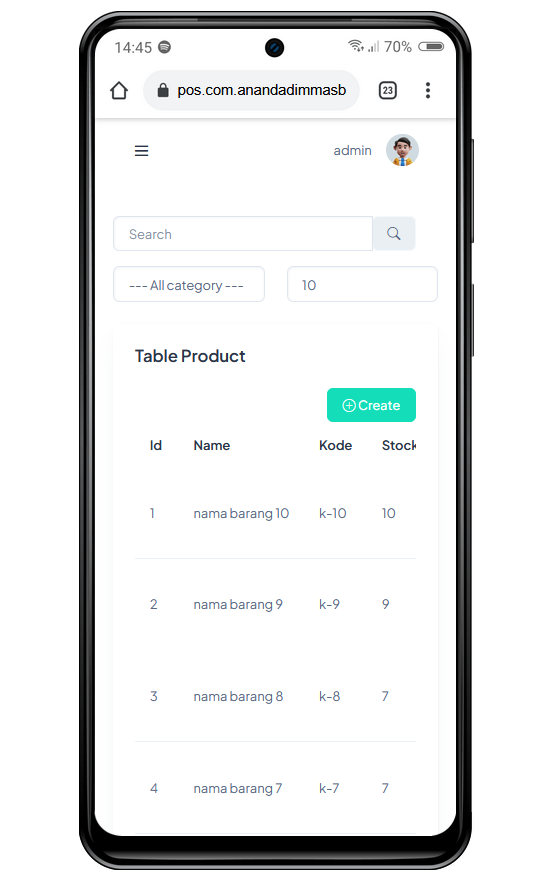 14:45 70%
pos.com.anandadimmasb 23
admin
Search
--- All category --- 10
Table Product
Create
Id Name Kode Stock
1 nama barang 10 k-10 10
2 nama barang 9 k-9 9
3 nama barang 8 k-8 7
4 nama barang 7 k-7 7